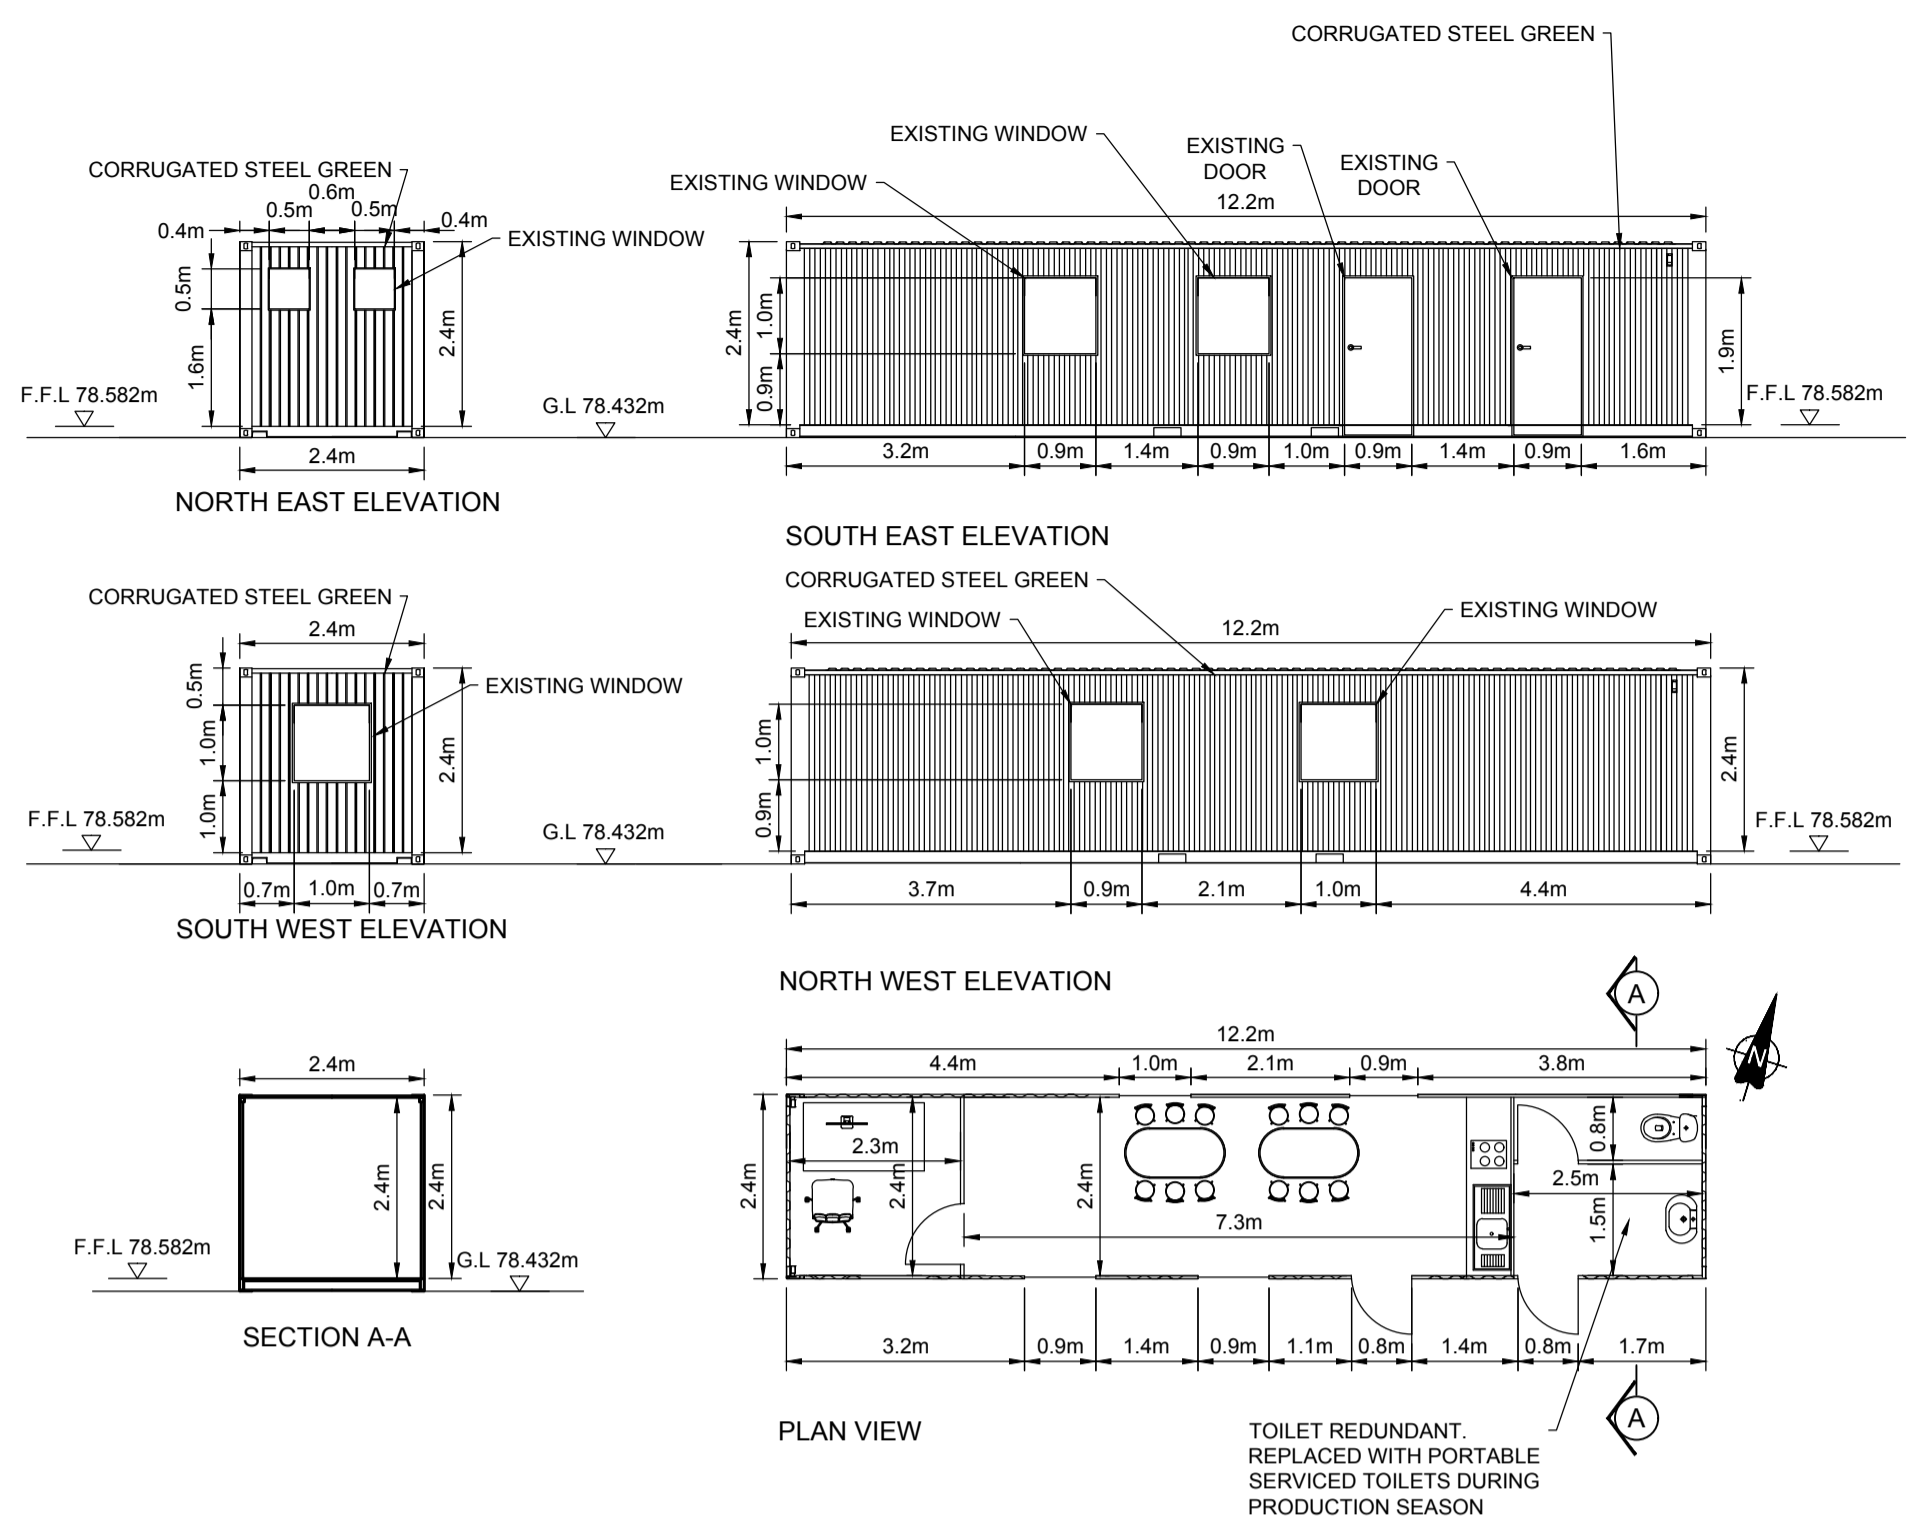 CORRUGATED STEEL GREEN
EXISTING WINDOW
EXISTING
DOOR
EXISTING
DOOR
EXISTING WINDOW
12.2m
CORRUGATED STEEL GREEN
0.6m
0.5m
0.5m
0.4m
0.4m
EXISTING WINDOW
0.5m
1.6m
2.4m
F.F.L 78.582m
G.L 78.432m
2.4m
NORTH EAST ELEVATION
2.4m
1.0m
0.9m
1.9m
F.F.L 78.582m
3.2m
0.9m
1.4m
0.9m
1.0m
0.9m
1.4m
0.9m
1.6m
SOUTH EAST ELEVATION
CORRUGATED STEEL GREEN
2.4m
0.5m
EXISTING WINDOW
1.0m
1.0m
2.4m
F.F.L 78.582m
G.L 78.432m
0.7m
1.0m
0.7m
SOUTH WEST ELEVATION
CORRUGATED STEEL GREEN
EXISTING WINDOW
EXISTING WINDOW
12.2m
1.0m
0.9m
2.4m
F.F.L 78.582m
3.7m
0.9m
2.1m
1.0m
4.4m
NORTH WEST ELEVATION
A
2.4m
2.4m
2.4m
F.F.L 78.582m
G.L 78.432m
SECTION A-A
12.2m
4.4m
1.0m
2.1m
0.9m
3.8m
N
2.4m
2.3m
2.4m
2.4m
7.3m
0.8m
2.5m
1.5m
3.2m
0.9m
1.4m
0.9m
1.1m
0.8m
1.4m
0.8m
1.7m
A
PLAN VIEW
TOILET REDUNDANT.
REPLACED WITH PORTABLE
SERVICED TOILETS DURING
PRODUCTION SEASON